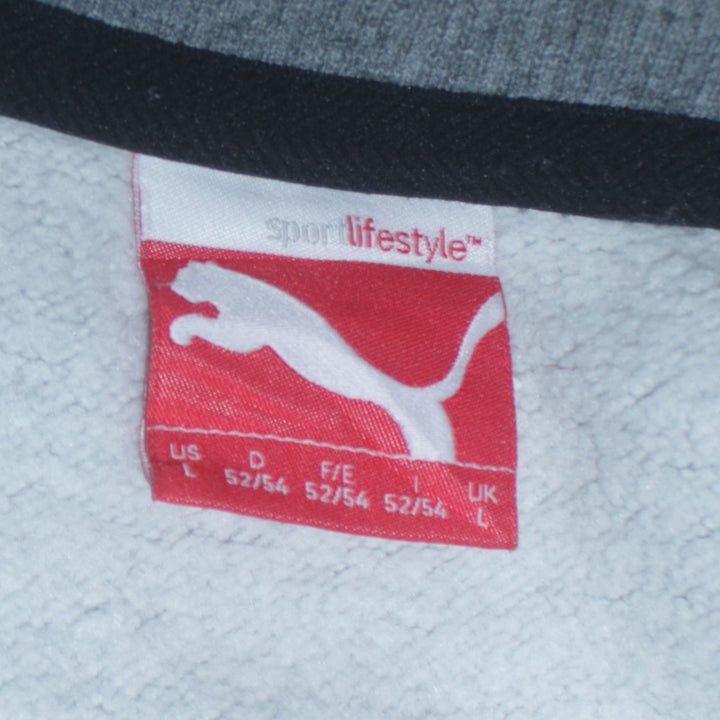 sportlifestyle™
US D F/E I UK
L 52/54 52/54 52/54 L